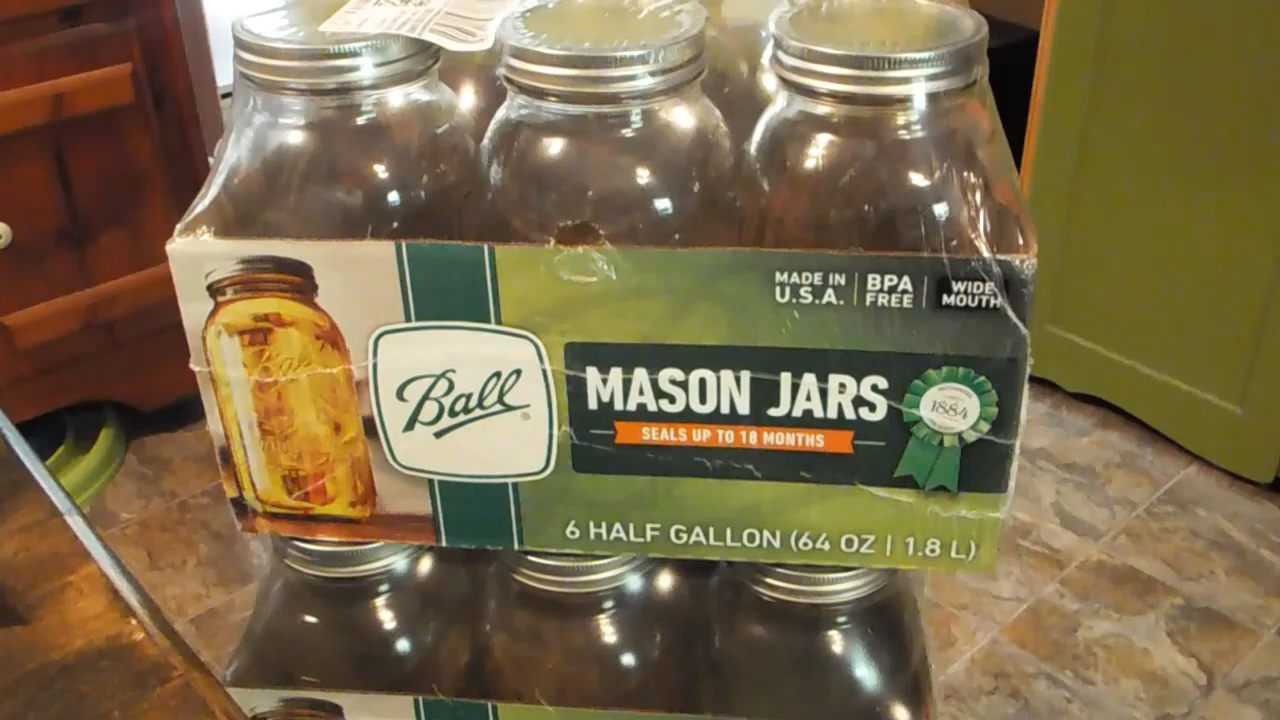 MADE IN U.S.A.
BPA FREE
WIDE MOUTH
Ball®
MASON JARS
SEALS UP TO 18 MONTHS
1884
6 HALF GALLON (64 OZ | 1.8 L)